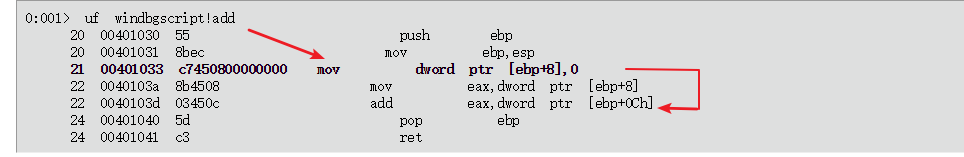 0:001> uf windbgscript!add
20 00401030 55 push ebp
20 00401031 8bec mov ebp,esp
21 00401033 c7450800000000 mov dword ptr [ebp+8],0
22 0040103a 8b4508 mov eax,dword ptr [ebp+8]
22 0040103d 03450c add eax,dword ptr [ebp+0Ch]
24 00401040 5d pop ebp
24 00401041 c3 ret